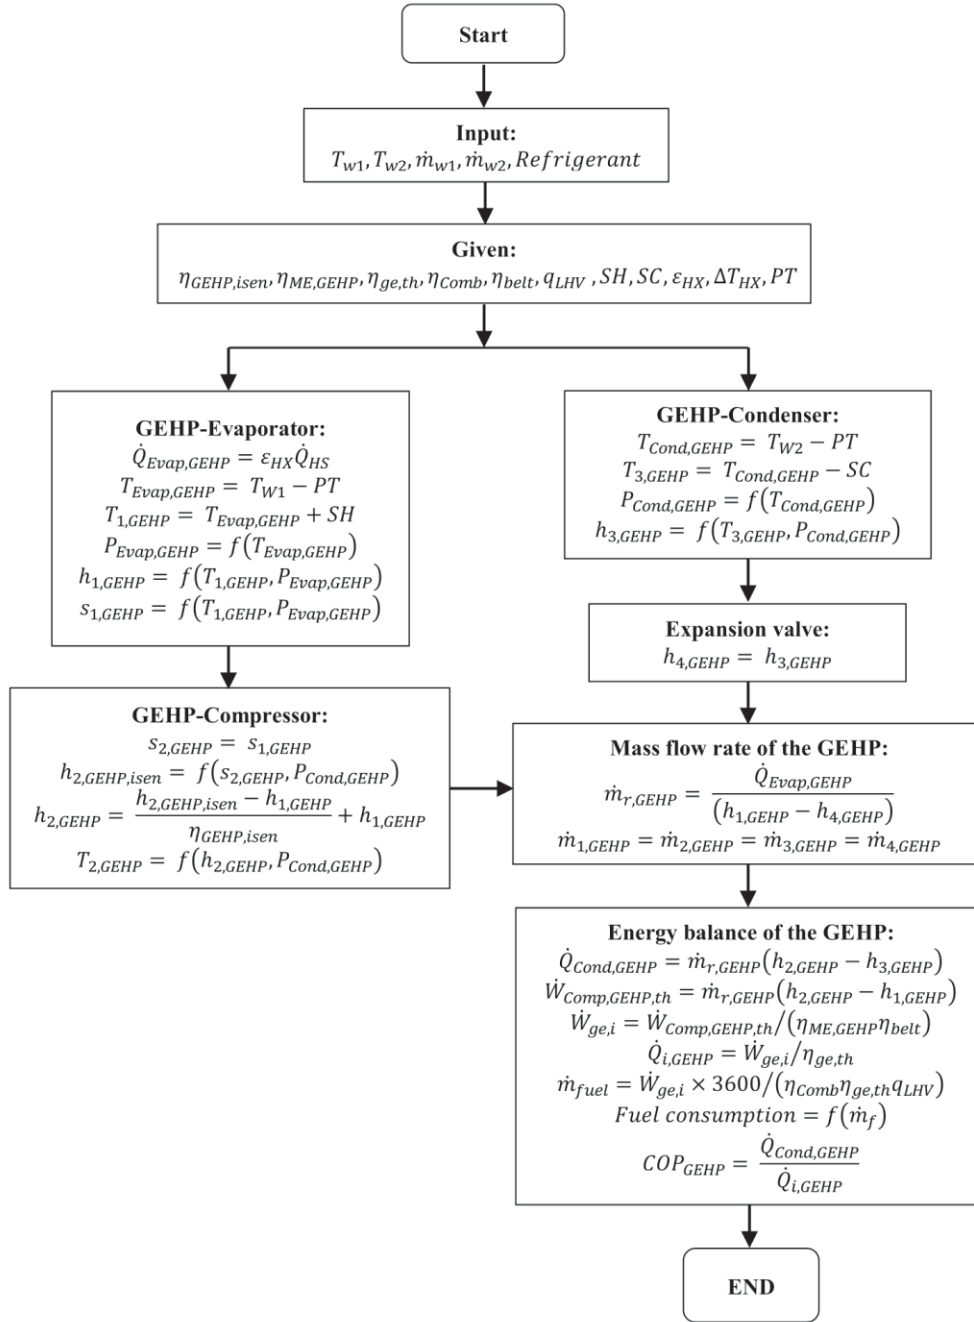 Start
Input:
T_{w1}, T_{w2}, ṁ_{w1}, ṁ_{w2}, Refrigerant
Given:
η_{GEHP,isen}, η_{ME,GEHP}, η_{ge,th}, η_{Comb}, η_{belt}, q_{LHV} , SH, SC, ε_{HX}, ΔT_{HX}, PT
GEHP-Evaporator:
Q̇_{Evap,GEHP} = ε_{HX}Q̇_{HS}
T_{Evap,GEHP} = T_{W1} − PT
T_{1,GEHP} = T_{Evap,GEHP} + SH
P_{Evap,GEHP} = f(T_{Evap,GEHP})
h_{1,GEHP} = f(T_{1,GEHP}, P_{Evap,GEHP})
s_{1,GEHP} = f(T_{1,GEHP}, P_{Evap,GEHP})
GEHP-Compressor:
s_{2,GEHP} = s_{1,GEHP}
h_{2,GEHP,isen} = f(s_{2,GEHP}, P_{Cond,GEHP})
h_{2,GEHP} = \frac{h_{2,GEHP,isen} − h_{1,GEHP}}{η_{GEHP,isen}} + h_{1,GEHP}
T_{2,GEHP} = f(h_{2,GEHP}, P_{Cond,GEHP})
GEHP-Condenser:
T_{Cond,GEHP} = T_{W2} − PT
T_{3,GEHP} = T_{Cond,GEHP} − SC
P_{Cond,GEHP} = f(T_{Cond,GEHP})
h_{3,GEHP} = f(T_{3,GEHP}, P_{Cond,GEHP})
Expansion valve:
h_{4,GEHP} = h_{3,GEHP}
Mass flow rate of the GEHP:
ṁ_{r,GEHP} = \frac{Q̇_{Evap,GEHP}}{(h_{1,GEHP} − h_{4,GEHP})}
ṁ_{1,GEHP} = ṁ_{2,GEHP} = ṁ_{3,GEHP} = ṁ_{4,GEHP}
Energy balance of the GEHP:
Q̇_{Cond,GEHP} = ṁ_{r,GEHP}(h_{2,GEHP} − h_{3,GEHP})
Ẇ_{Comp,GEHP,th} = ṁ_{r,GEHP}(h_{2,GEHP} − h_{1,GEHP})
Ẇ_{ge,i} = Ẇ_{Comp,GEHP,th}/(η_{ME,GEHP}η_{belt})
Q̇_{i,GEHP} = Ẇ_{ge,i}/η_{ge,th}
ṁ_{fuel} = Ẇ_{ge,i} × 3600/(η_{Comb}η_{ge,th}q_{LHV})
Fuel consumption = f(ṁ_f)
COP_{GEHP} = \frac{Q̇_{Cond,GEHP}}{Q̇_{i,GEHP}}
END